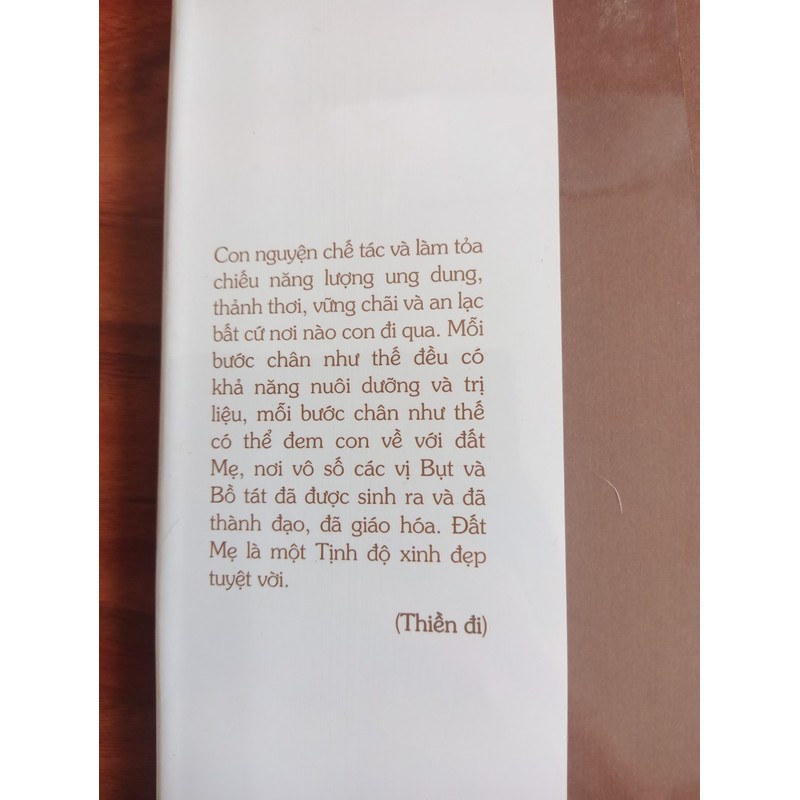 Con nguyện chế tác và làm tỏa
chiếu năng lượng ung dung,
thảnh thơi, vững chãi và an lạc
bất cứ nơi nào con đi qua. Mỗi
bước chân như thế đều có
khả năng nuôi dưỡng và trị
liệu, mỗi bước chân như thế
có thể đem con về với đất
Mẹ, nơi vô số các vị Bụt và
Bồ tát đã được sinh ra và đã
thành đạo, đã giáo hóa. Đất
Mẹ là một Tịnh độ xinh đẹp
tuyệt vời.
(Thiền đi)